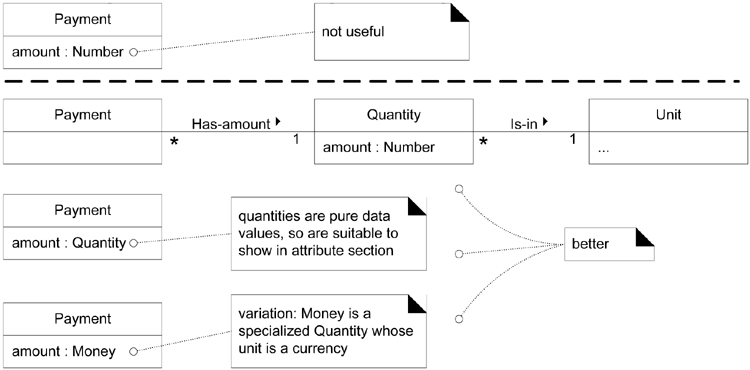 Payment
amount : Number
not useful
Payment
Has-amount
*
1
Quantity
amount : Number
*
Is-in
1
Unit
...
Payment
amount : Quantity
quantities are pure data
values, so are suitable to
show in attribute section
better
Payment
amount : Money
variation: Money is a
specialized Quantity whose
unit is a currency